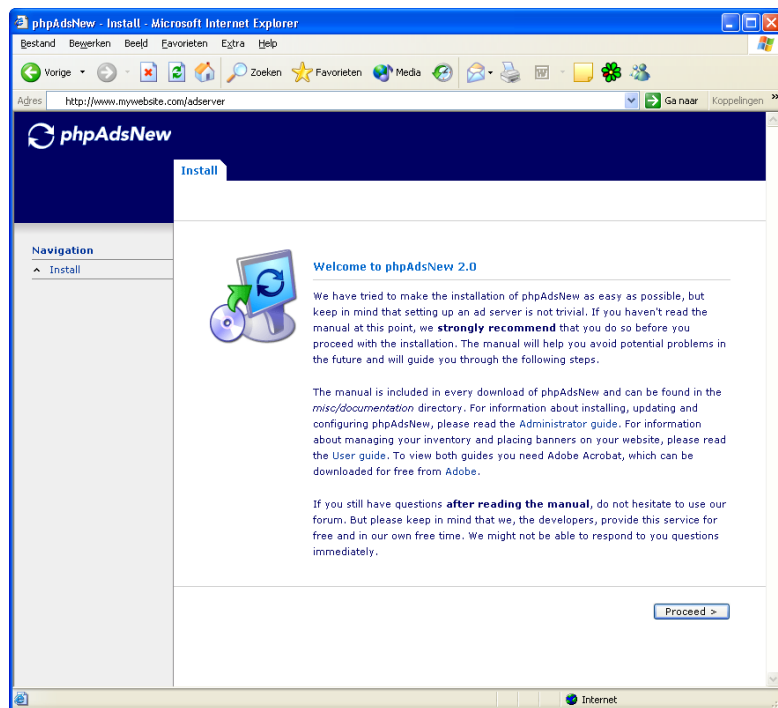 phpAdsNew - Install - Microsoft Internet Explorer
Bestand Bewerken Beeld Favorieten Extra Help
Vorige Zoeken Favorieten Media
Adres http://www.mywebsite.com/adserver Ga naar Koppelingen »
phpAdsNew
Install
Navigation
Install
Welcome to phpAdsNew 2.0
We have tried to make the installation of phpAdsNew as easy as possible, but
keep in mind that setting up an ad server is not trivial. If you haven't read the
manual at this point, we strongly recommend that you do so before you
proceed with the installation. The manual will help you avoid potential problems in
the future and will guide you through the following steps.
The manual is included in every download of phpAdsNew and can be found in the
misc/documentation directory. For information about installing, updating and
configuring phpAdsNew, please read the Administrator guide. For information
about managing your inventory and placing banners on your website, please read
the User guide. To view both guides you need Adobe Acrobat, which can be
downloaded for free from Adobe.
If you still have questions after reading the manual, do not hesitate to use our
forum. But please keep in mind that we, the developers, provide this service for
free and in our own free time. We might not be able to respond to you questions
immediately.
Proceed >
Internet